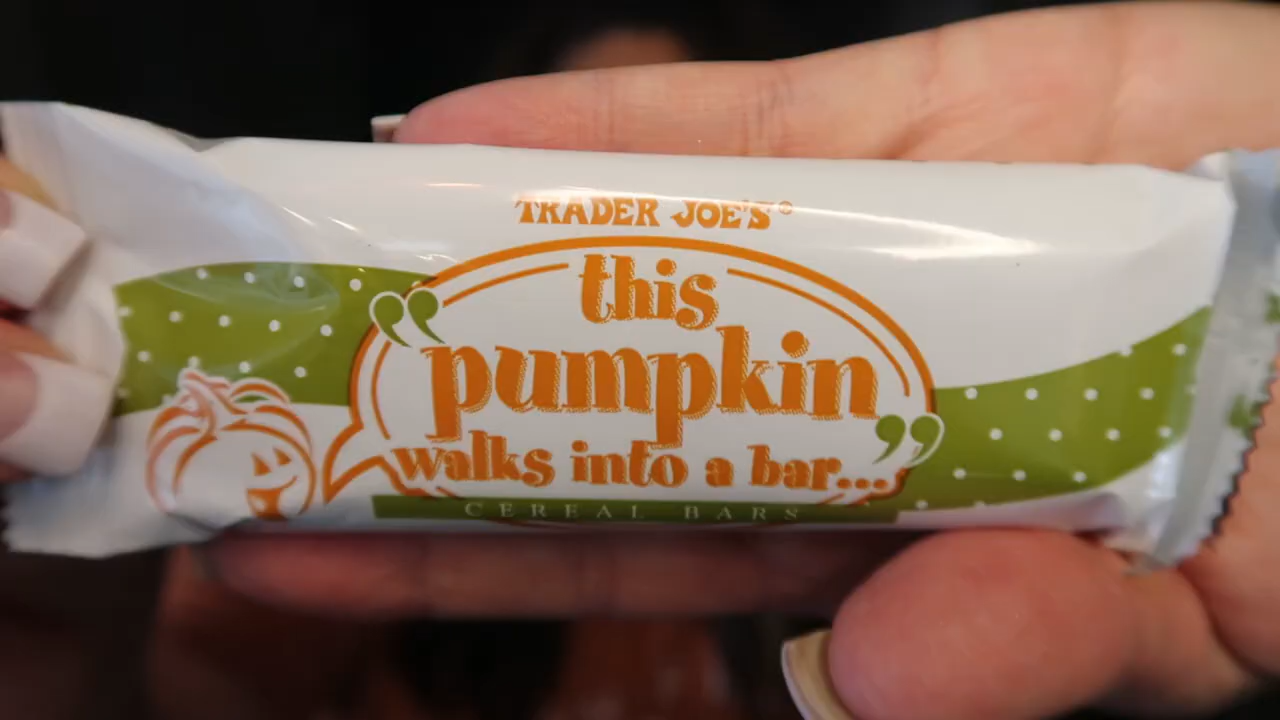 TRADER JOE'S®
“this
pumpkin
walks into a bar...”
CEREAL BARS